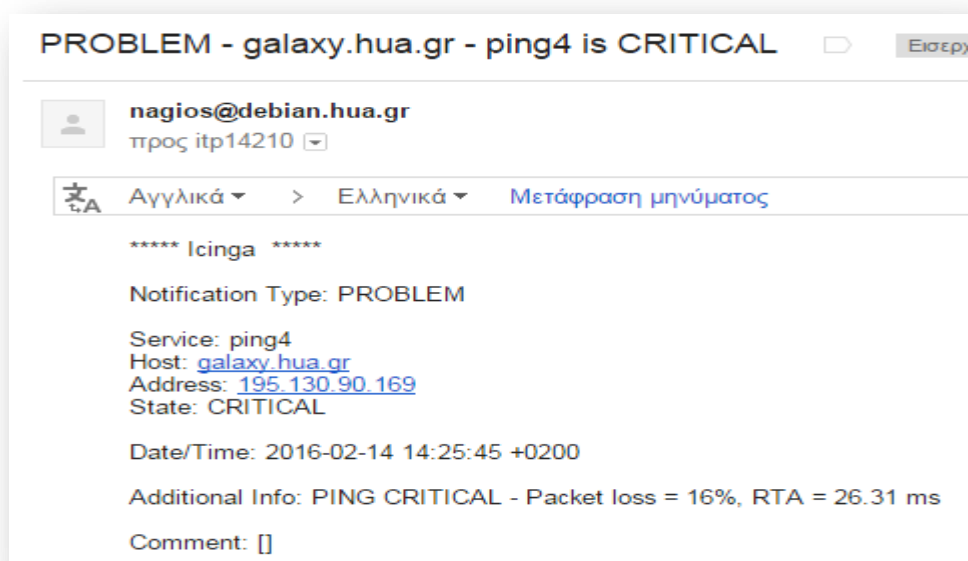 PROBLEM - galaxy.hua.gr - ping4 is CRITICAL
nagios@debian.hua.gr
προς itp14210
Αγγλικά > Ελληνικά Μετάφραση μηνύματος
***** Icinga *****
Notification Type: PROBLEM
Service: ping4
Host: galaxy.hua.gr
Address: 195.130.90.169
State: CRITICAL
Date/Time: 2016-02-14 14:25:45 +0200
Additional Info: PING CRITICAL - Packet loss = 16%, RTA = 26.31 ms
Comment: []